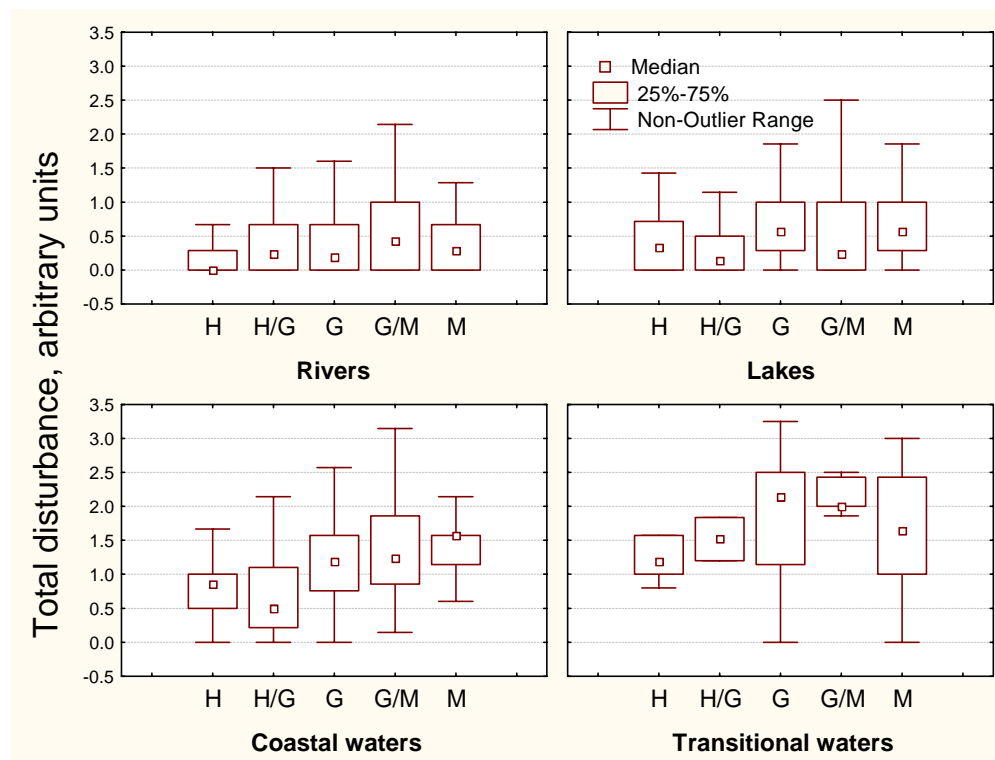 Total disturbance, arbitrary units
3.5
3.0
2.5
2.0
1.5
1.0
0.5
0.0
-0.5
H H/G G G/M M
Rivers
Median
25%-75%
Non-Outlier Range
H H/G G G/M M
Lakes
3.5
3.0
2.5
2.0
1.5
1.0
0.5
0.0
-0.5
H H/G G G/M M
Coastal waters
H H/G G G/M M
Transitional waters